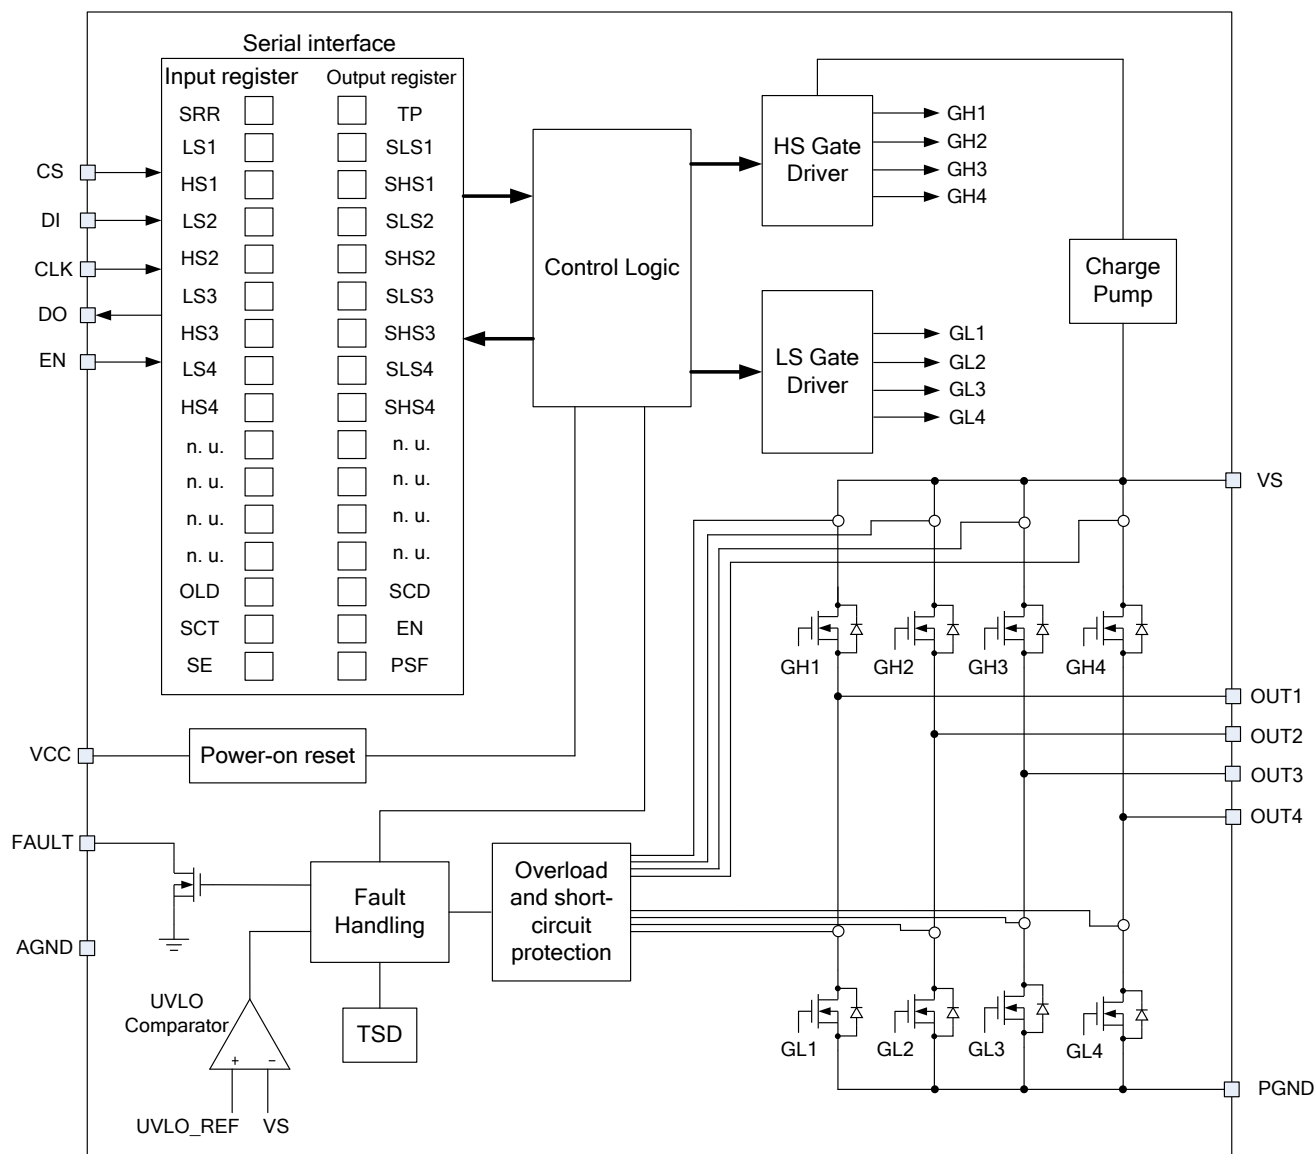 Serial interface
Input register
Output register
SRR
TP
LS1
SLS1
HS1
SHS1
LS2
SLS2
HS2
SHS2
LS3
SLS3
HS3
SHS3
LS4
SLS4
HS4
SHS4
n. u.
n. u.
n. u.
n. u.
n. u.
n. u.
n. u.
n. u.
OLD
SCD
SCT
EN
SE
PSF
CS
DI
CLK
DO
EN
VCC
FAULT
AGND
Control Logic
HS Gate
Driver
GH1
GH2
GH3
GH4
LS Gate
Driver
GL1
GL2
GL3
GL4
Charge
Pump
VS
GH1
GH2
GH3
GH4
OUT1
OUT2
OUT3
OUT4
Power-on reset
Fault
Handling
Overload
and short-
circuit
protection
UVLO
Comparator
+
−
UVLO_REF
VS
TSD
GL1
GL2
GL3
GL4
PGND